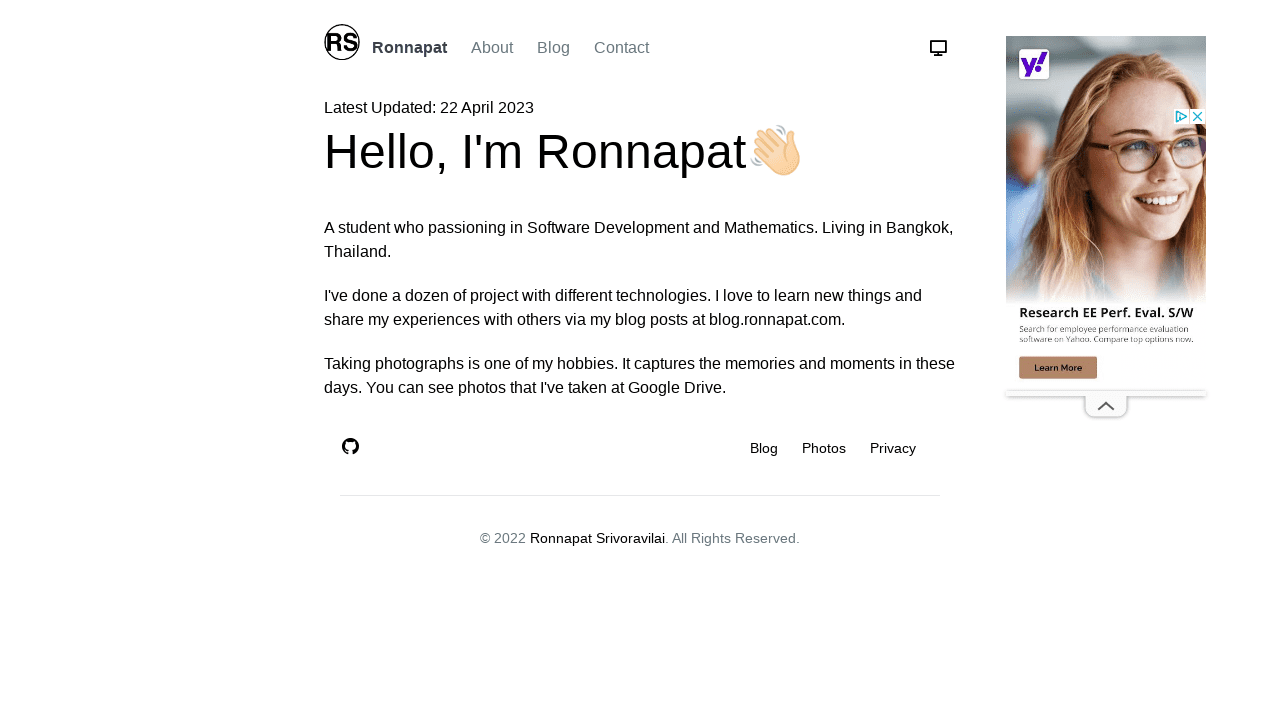 RS
Ronnapat About Blog Contact
Latest Updated: 22 April 2023
Hello, I'm Ronnapat👋🏻
A student who passioning in Software Development and Mathematics. Living in Bangkok,
Thailand.
I've done a dozen of project with different technologies. I love to learn new things and
share my experiences with others via my blog posts at blog.ronnapat.com.
Taking photographs is one of my hobbies. It captures the memories and moments in these
days. You can see photos that I've taken at Google Drive.
Blog Photos Privacy
© 2022 Ronnapat Srivoravilai. All Rights Reserved.
y!
Research EE Perf. Eval. S/W
Search for employee performance evaluation
software on Yahoo. Compare top options now.
Learn More